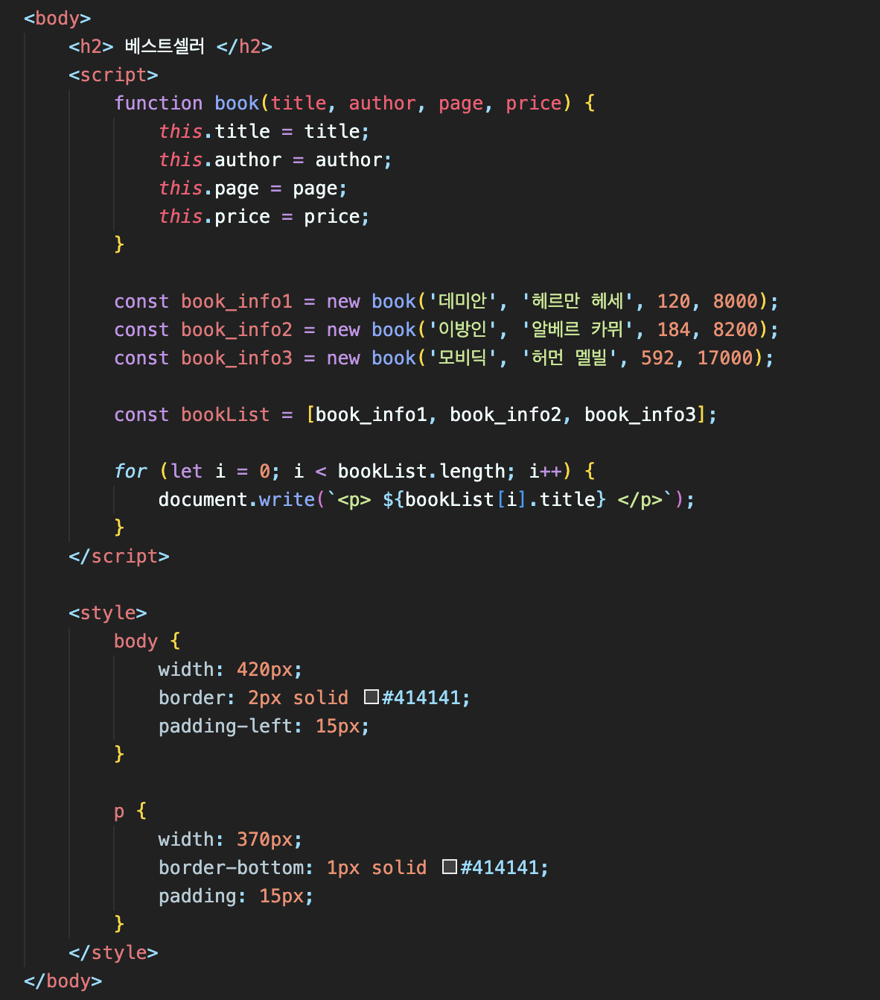 <body>
<h2> 베스트셀러 </h2>
<script>
function book(title, author, page, price) {
this.title = title;
this.author = author;
this.page = page;
this.price = price;
}
const book_info1 = new book('데미안', '헤르만 헤세', 120, 8000);
const book_info2 = new book('이방인', '알베르 카뮈', 184, 8200);
const book_info3 = new book('모비딕', '허먼 멜빌', 592, 17000);
const bookList = [book_info1, book_info2, book_info3];
for (let i = 0; i < bookList.length; i++) {
document.write(`<p> ${bookList[i].title} </p>`);
}
</script>
<style>
body {
width: 420px;
border: 2px solid #414141;
padding-left: 15px;
}
p {
width: 370px;
border-bottom: 1px solid #414141;
padding: 15px;
}
</style>
</body>